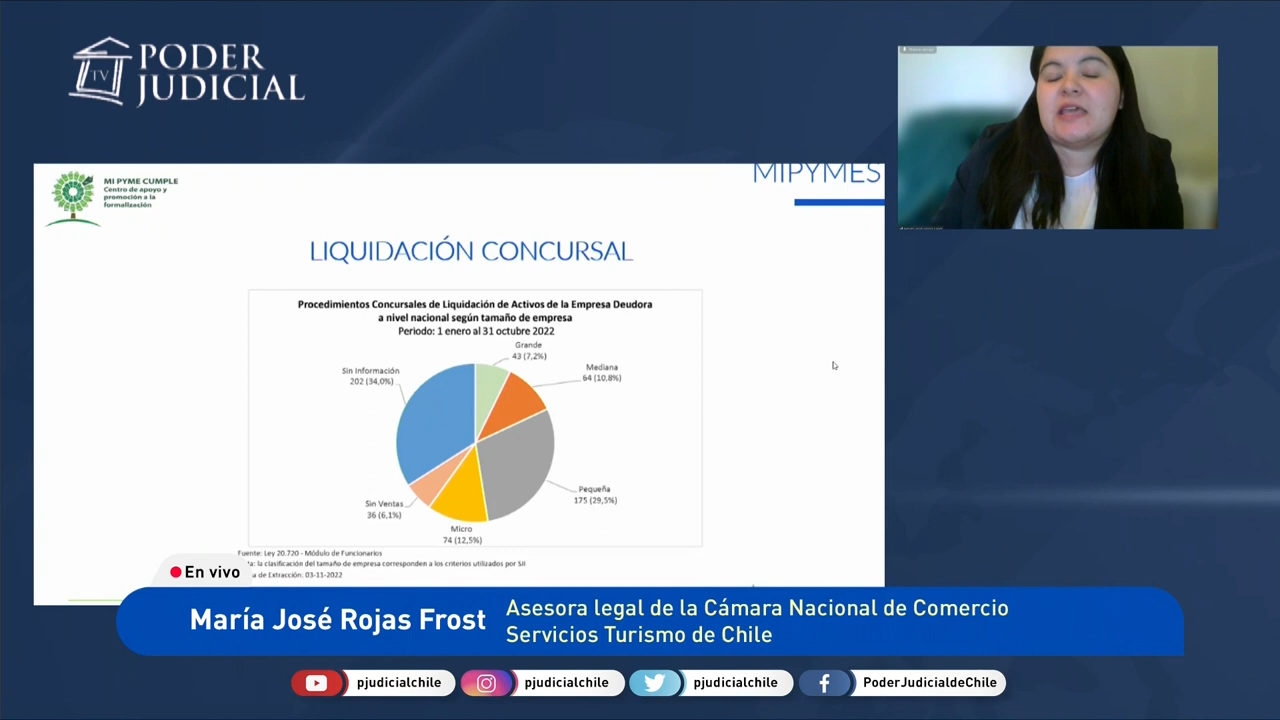 TV
PODER
JUDICIAL
MI PYME CUMPLE
Centro de apoyo y
promoción a la
formalización
MIPYMES
LIQUIDACIÓN CONCURSAL
Procedimientos Concursales de Liquidación de Activos de la Empresa Deudora
a nivel nacional según tamaño de empresa
Periodo: 1 enero al 31 octubre 2022
Grande
43 (7,2%)
Mediana
64 (10,8%)
Sin Información
202 (34,0%)
Pequeña
175 (29,5%)
Sin Ventas
36 (6,1%)
Micro
74 (12,5%)
Fuente: Ley 20.720 - Módulo de Funcionarios
la clasificación del tamaño de empresa corresponden a los criterios utilizados por SII
de Extracción: 03-11-2022
En vivo
María José Rojas Frost
Asesora legal de la Cámara Nacional de Comercio
Servicios Turismo de Chile
pjudicialchile
pjudicialchile
pjudicialchile
PoderJudicialdeChile